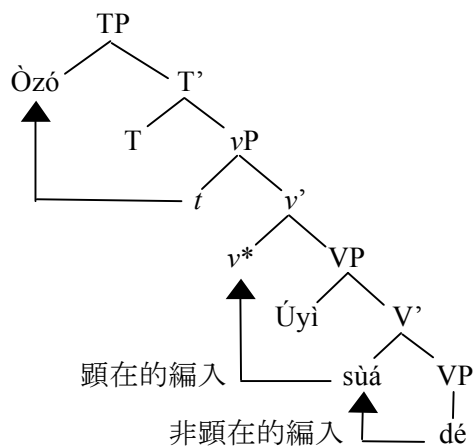 TP
Òzó T’
T vP
t v’
v* VP
Úyì V’
顕在的編入 sùá VP
非顕在的編入 dé